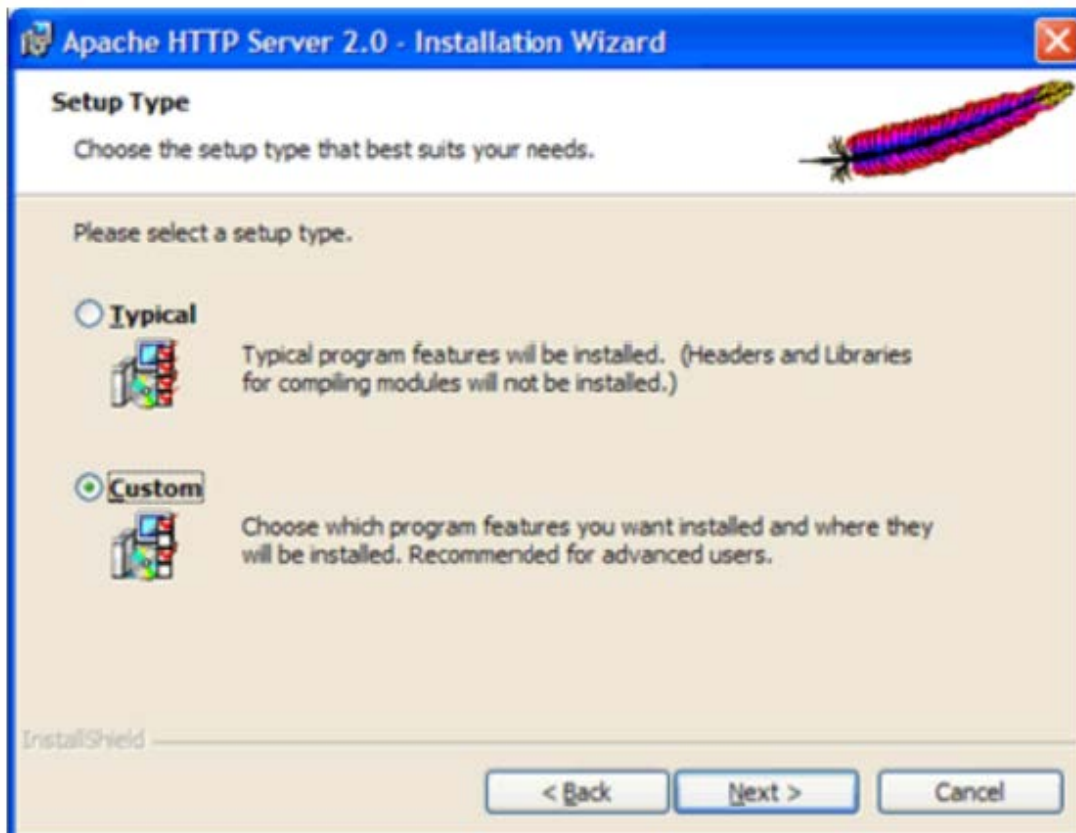 Apache HTTP Server 2.0 - Installation Wizard
Setup Type
Choose the setup type that best suits your needs.
Please select a setup type.
Typical
Typical program features will be installed. (Headers and Libraries
for compiling modules will not be installed.)
Custom
Choose which program features you want installed and where they
will be installed. Recommended for advanced users.
InstallShield
< Back
Next >
Cancel